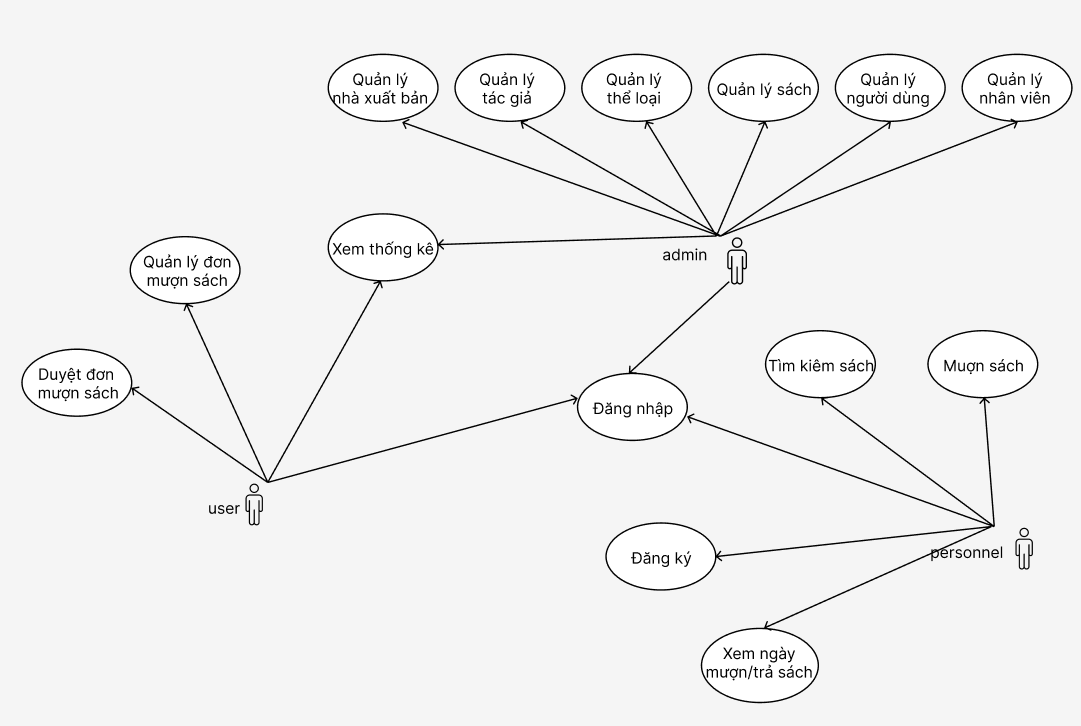 Quản lý
nhà xuất bản
Quản lý
tác giả
Quản lý
thể loại
Quản lý sách
Quản lý
người dùng
Quản lý
nhân viên
Xem thống kê
admin
Quản lý đơn
mượn sách
Duyệt đơn
mượn sách
Tìm kiêm sách
Mượn sách
Đăng nhập
user
Đăng ký
personnel
Xem ngày
mượn/trả sách